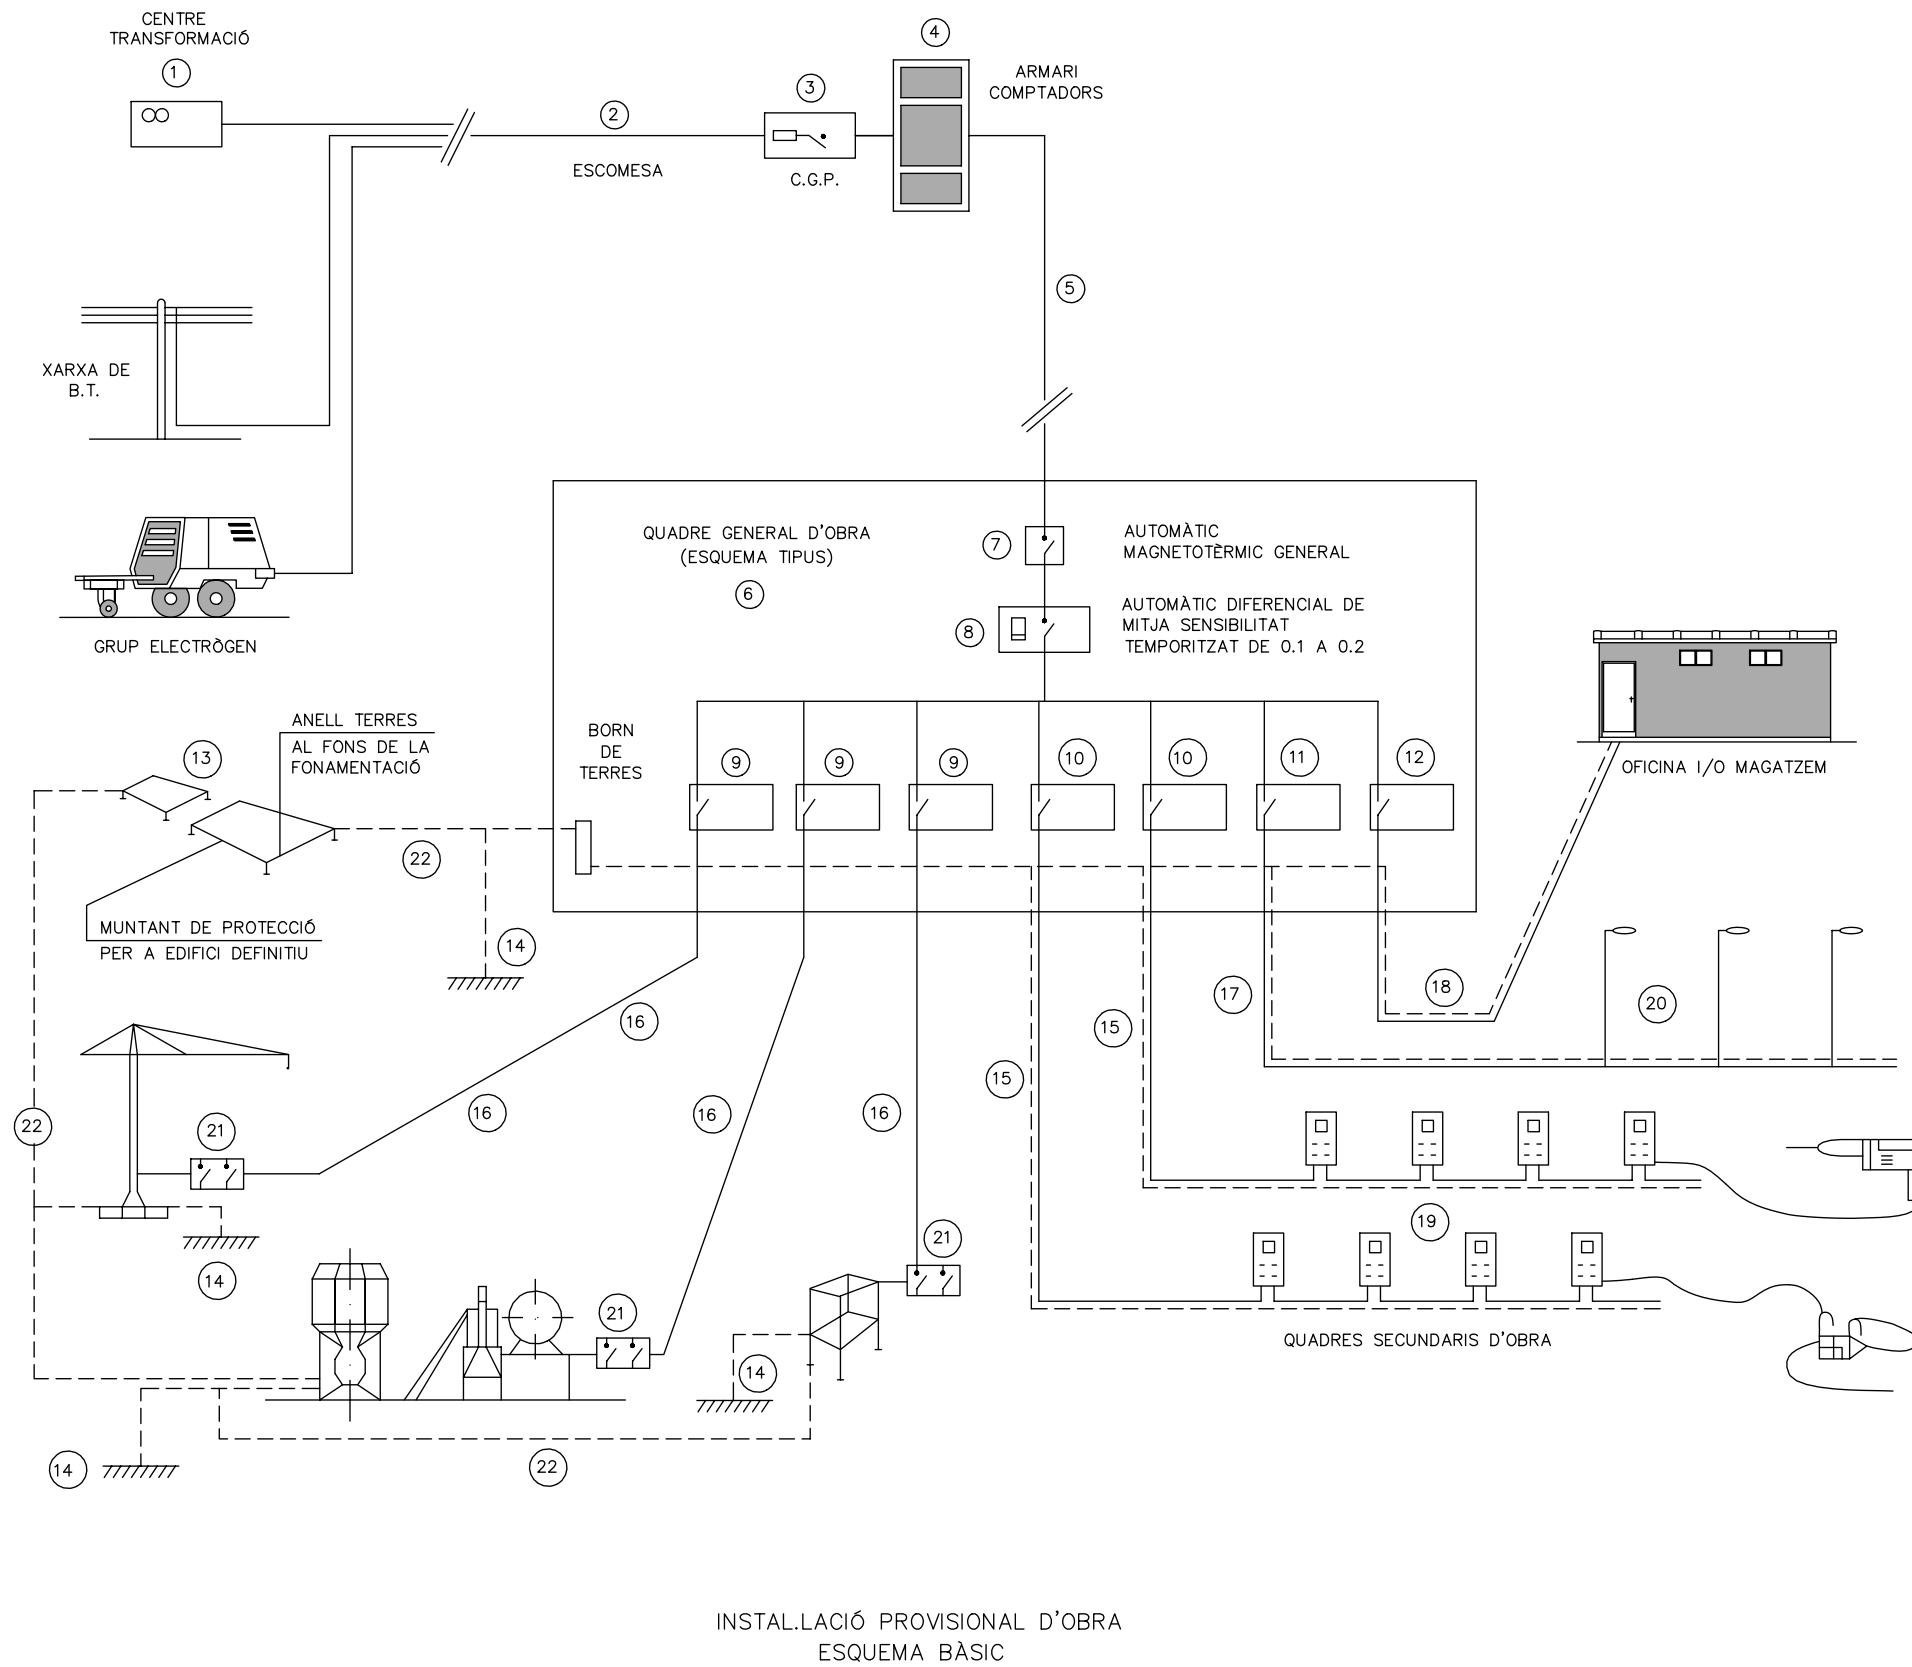 CENTRE
TRANSFORMACIÓ
1
2
ESCOMESA
3
C.G.P.
4
ARMARI
COMPTADORS
5
XARXA DE
B.T.
GRUP ELECTRÒGEN
QUADRE GENERAL D'OBRA
(ESQUEMA TIPUS)
6
7
AUTOMÀTIC
MAGNETOTÈRMIC GENERAL
8
AUTOMÀTIC DIFERENCIAL DE
MITJA SENSIBILITAT
TEMPORITZAT DE 0.1 A 0.2
ANELL TERRES
AL FONS DE LA
FONAMENTACIÓ
13
BORN
DE
TERRES
9
9
9
10
10
11
12
OFICINA I/O MAGATZEM
22
MUNTANT DE PROTECCIÓ
PER A EDIFICI DEFINITIU
14
16
15
15
17
18
20
22
21
16
16
16
14
21
21
14
19
QUADRES SECUNDARIS D'OBRA
14
22
INSTAL.LACIÓ PROVISIONAL D'OBRA
ESQUEMA BÀSIC